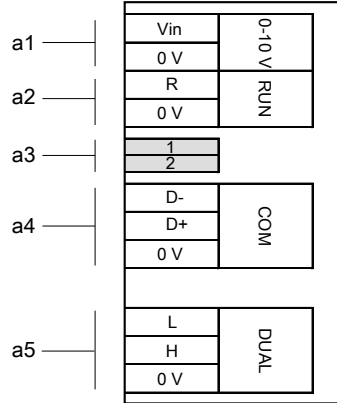 a1
Vin
0 V
0-10 V
a2
R
0 V
RUN
a3
1
2
a4
D-
D+
0 V
COM
a5
L
H
0 V
DUAL